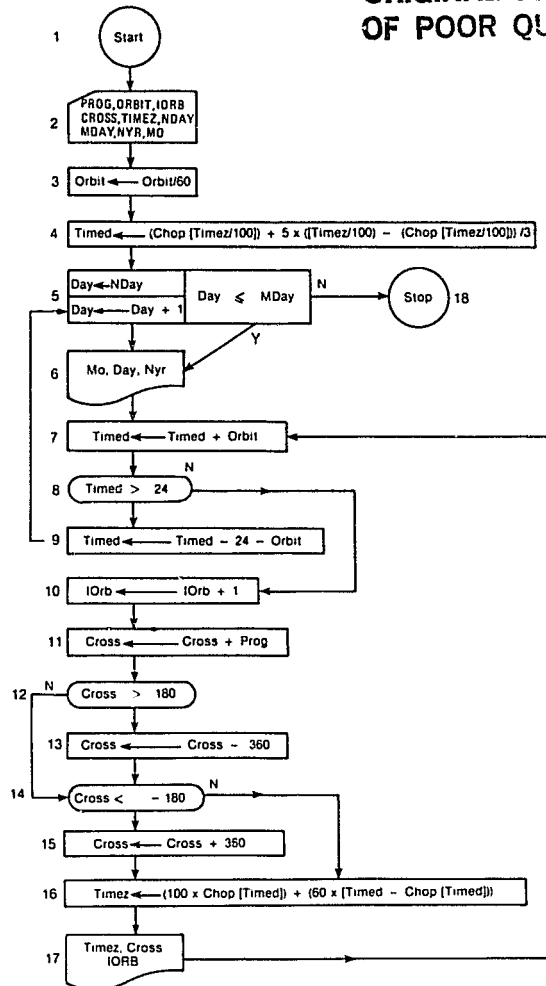 OF POOR QU
1 Start
2 PROG,ORBIT,IORB
CROSS,TIMEZ,NDAY
MDAY,NYR,MO
3 Orbit ← Orbit/60
4 Timed ← (Chop [Timez/100]) + 5 x ([Timez/100) - (Chop [Timez/100])) /3
5 Day ← NDay
Day ← Day + 1
Day ≤ MDay
N
Stop 18
Y
6 Mo, Day, Nyr
7 Timed ← Timed + Orbit
N
8 Timed > 24
9 Timed ← Timed - 24 - Orbit
10 IOrb ← IOrb + 1
11 Cross ← Cross + Prog
12 N Cross > 180
13 Cross ← Cross - 360
14 Cross < - 180 N
15 Cross ← Cross + 360
16 Timez ← (100 x Chop [Timed]) + (60 x [Timed - Chop [Timed]))
17 Timez, Cross
IORB